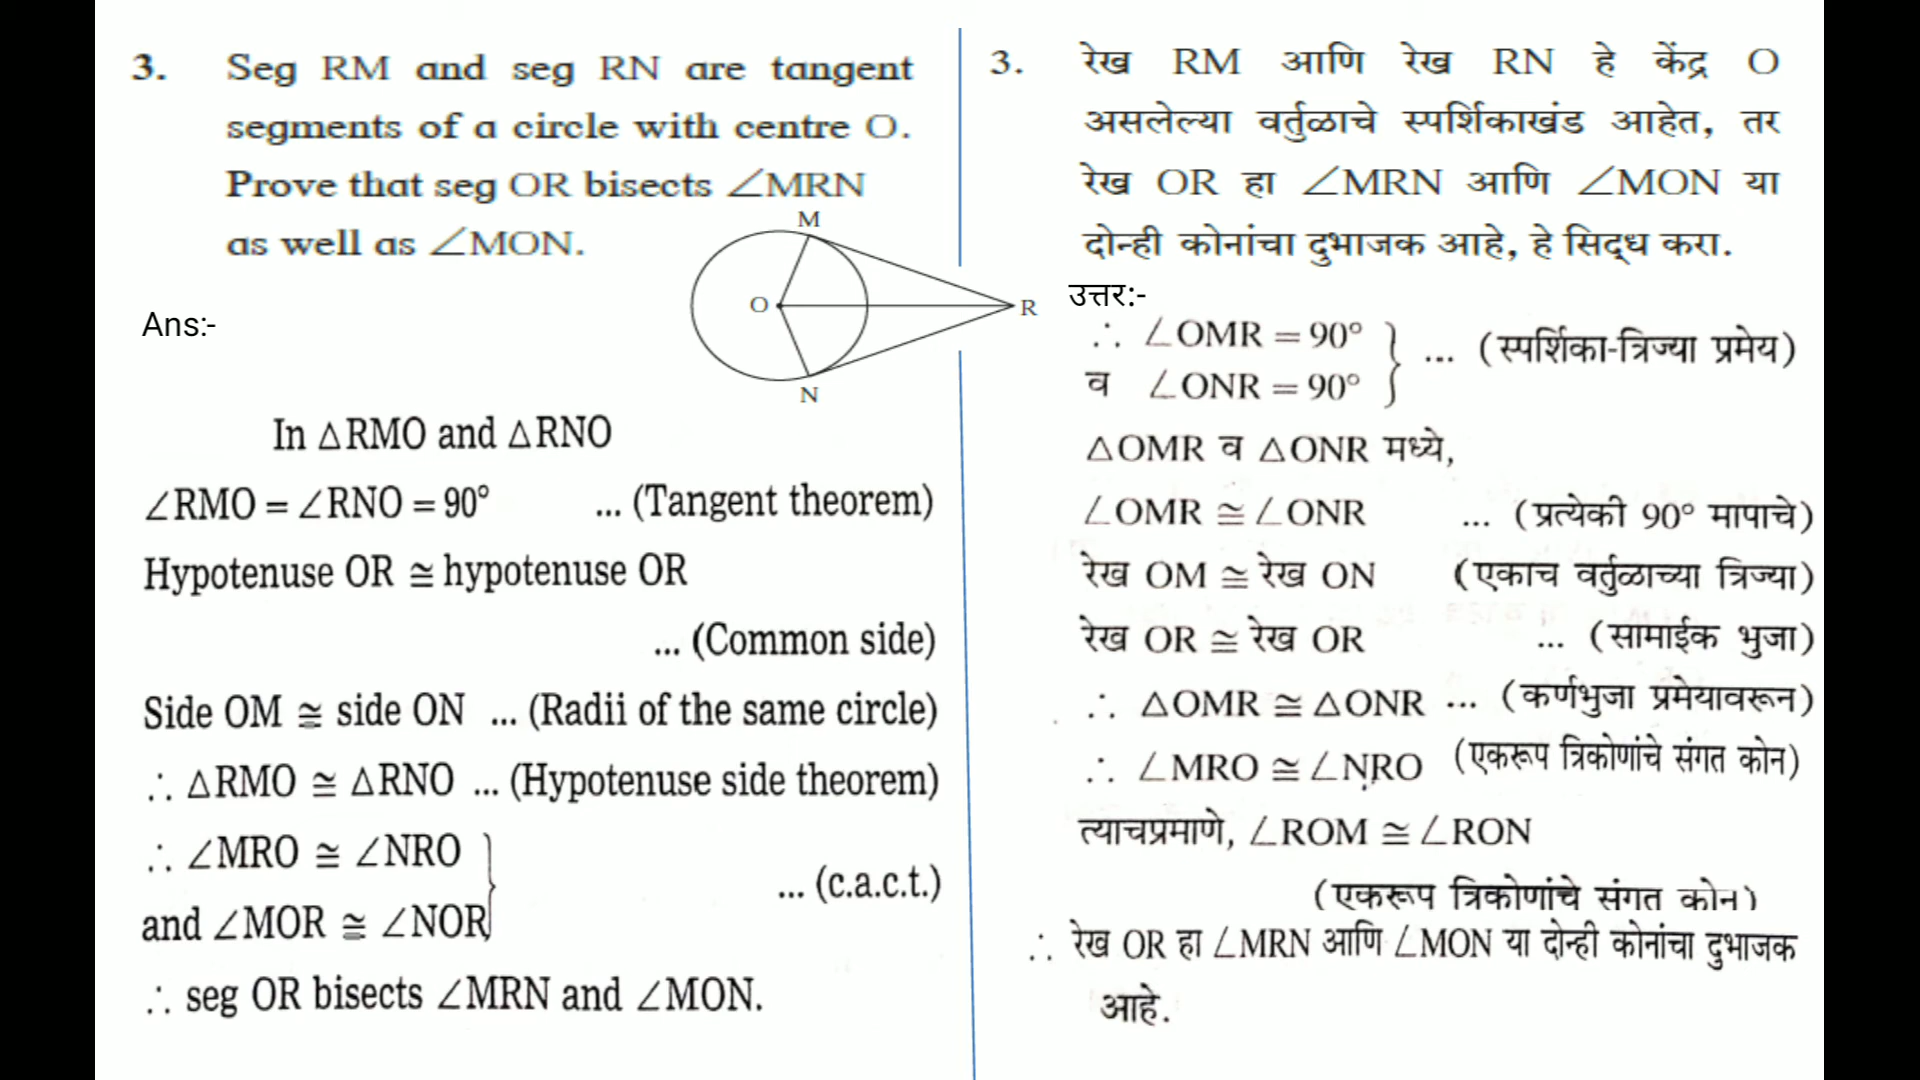 3. Seg RM and seg RN are tangent
segments of a circle with centre O.
Prove that seg OR bisects ∠MRN
as well as ∠MON.
M
O
R
N
Ans:-
In △RMO and △RNO
∠RMO = ∠RNO = 90° ... (Tangent theorem)
Hypotenuse OR ≅ hypotenuse OR
... (Common side)
Side OM ≅ side ON ... (Radii of the same circle)
∴ △RMO ≅ △RNO ... (Hypotenuse side theorem)
∴ ∠MRO ≅ ∠NRO
and ∠MOR ≅ ∠NOR
... (c.a.c.t.)
∴ seg OR bisects ∠MRN and ∠MON.
3. रेख RM आणि रेख RN हे केंद्र O
असलेल्या वर्तुळाचे स्पर्शिकाखंड आहेत, तर
रेख OR हा ∠MRN आणि ∠MON या
दोन्ही कोनांचा दुभाजक आहे, हे सिद्ध करा.
उत्तर:-
∴ ∠OMR = 90°
व ∠ONR = 90°
... (स्पर्शिका-त्रिज्या प्रमेय)
△OMR व △ONR मध्ये,
∠OMR ≅ ∠ONR ... (प्रत्येकी 90° मापाचे)
रेख OM ≅ रेख ON (एकाच वर्तुळाच्या त्रिज्या)
रेख OR ≅ रेख OR ... (सामाईक भुजा)
∴ △OMR ≅ △ONR ... (कर्णभुजा प्रमेयावरून)
∴ ∠MRO ≅ ∠NRO (एकरूप त्रिकोणांचे संगत कोन)
त्याचप्रमाणे, ∠ROM ≅ ∠RON
(एकरूप त्रिकोणांचे संगत कोन)
∴ रेख OR हा ∠MRN आणि ∠MON या दोन्ही कोनांचा दुभाजक
आहे.